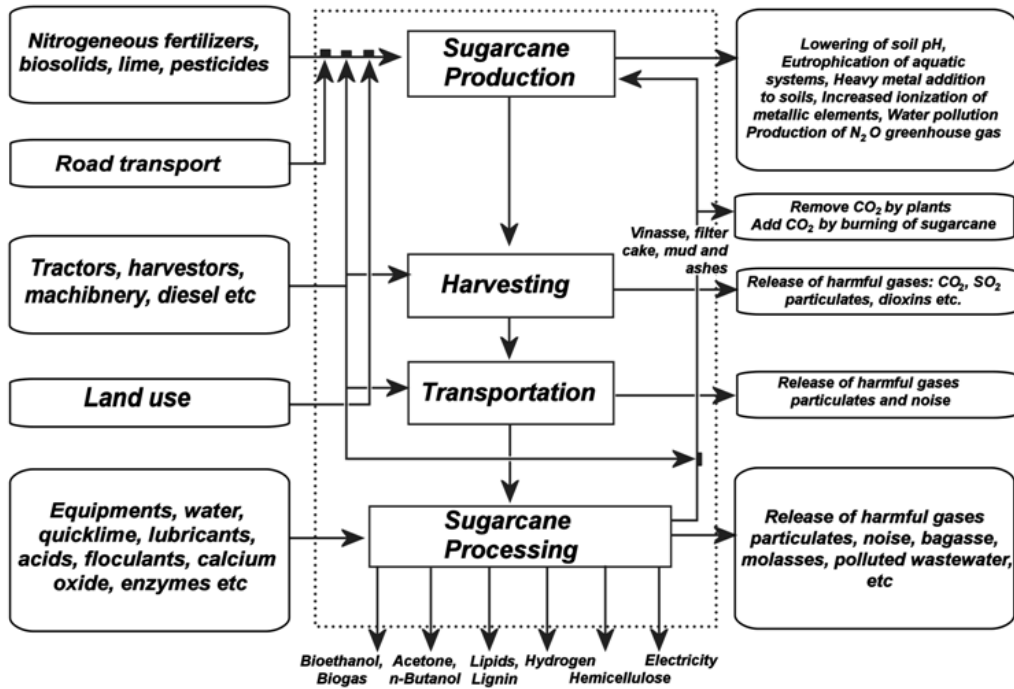 Nitrogeneous fertilizers,
biosolids, lime, pesticides
Road transport
Tractors, harvestors,
machibnery, diesel etc
Land use
Equipments, water,
quicklime, lubricants,
acids, floculants, calcium
oxide, enzymes etc
Sugarcane
Production
Harvesting
Transportation
Sugarcane
Processing
Vinasse, filter
cake, mud and
ashes
Lowering of soil pH,
Eutrophication of aquatic
systems, Heavy metal addition
to soils, Increased ionization of
metallic elements, Water pollution
Production of N₂O greenhouse gas
Remove CO₂ by plants
Add CO₂ by burning of sugarcane
Release of harmful gases: CO₂, SO₂
particulates, dioxins etc.
Release of harmful gases
particulates and noise
Release of harmful gases
particulates, noise, bagasse,
molasses, polluted wastewater,
etc
Bioethanol,
Biogas
Acetone,
n-Butanol
Lipids,
Lignin
Hydrogen
Hemicellulose
Electricity